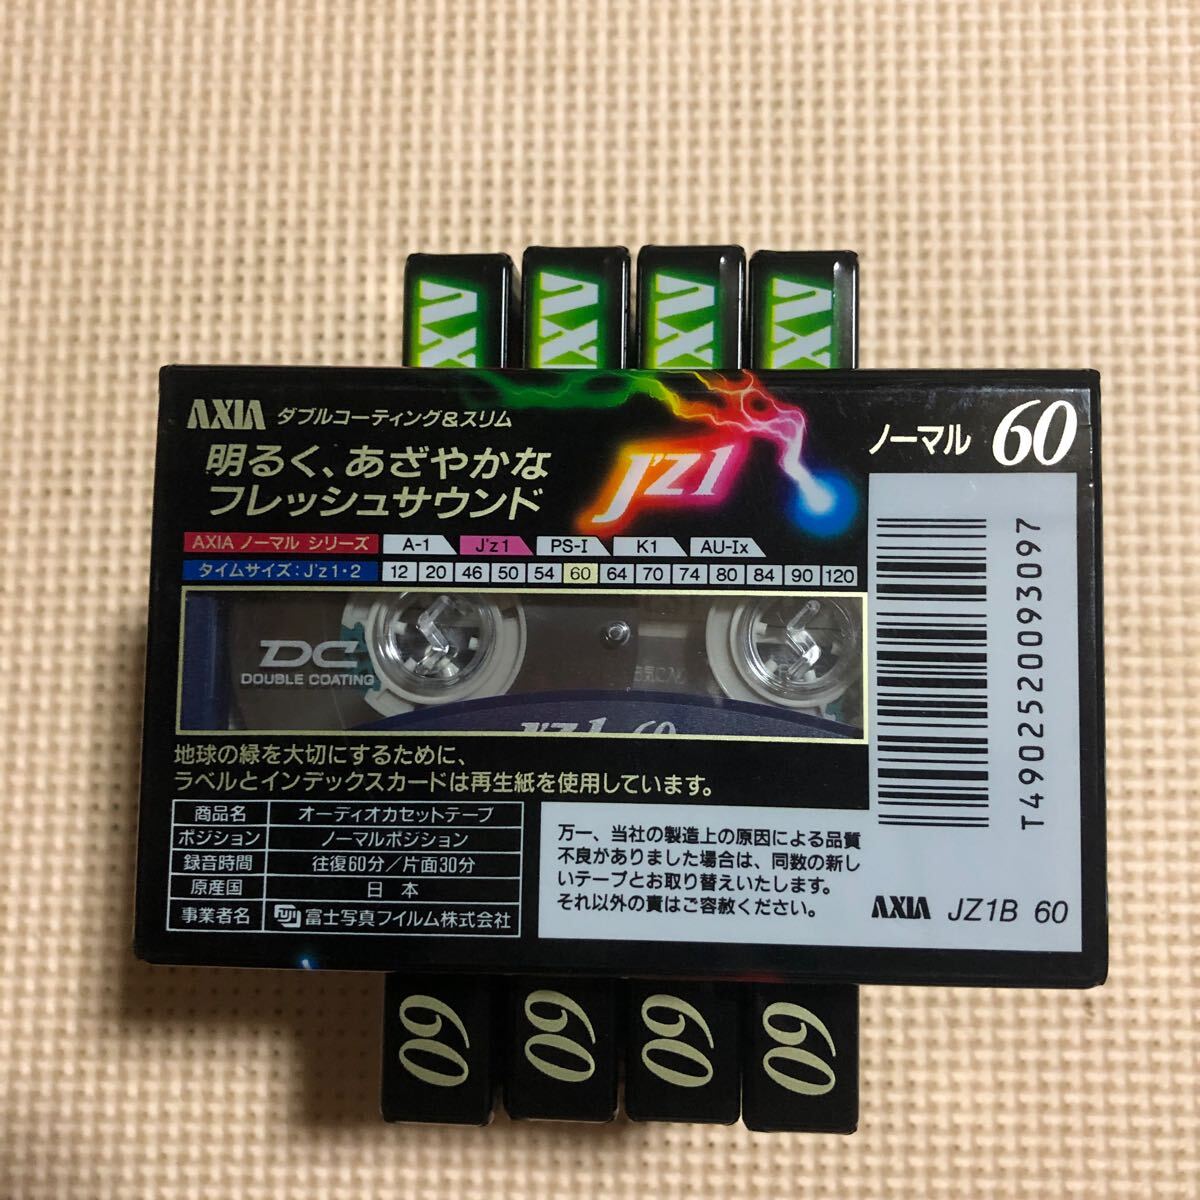 AXIA
AXIA
AXIA
AXIA
AXIA ダブルコーティング&スリム
明るく、あざやかな
フレッシュサウンド
J'z1
ノーマル 60
AXIA ノーマル シリーズ A-1 J'z1 PS-I K1 AU-Ix
タイムサイズ:J'z1・2 12 20 46 50 54 60 64 70 74 80 84 90 120
DC
DOUBLE COATING
J'z1 60
地球の緑を大切にするために、
ラベルとインデックスカードは再生紙を使用しています。
商品名 オーディオカセットテープ
ポジション ノーマルポジション
録音時間 往復60分/片面30分
原産国 日本
事業者名 FUJI 富士写真フイルム株式会社
万一、当社の製造上の原因による品質
不良がありました場合は、同数の新し
いテープとお取り替えいたします。
それ以外の責はご容赦ください。
T4902520093097
AXIA JZ1B 60
60
60
60
60